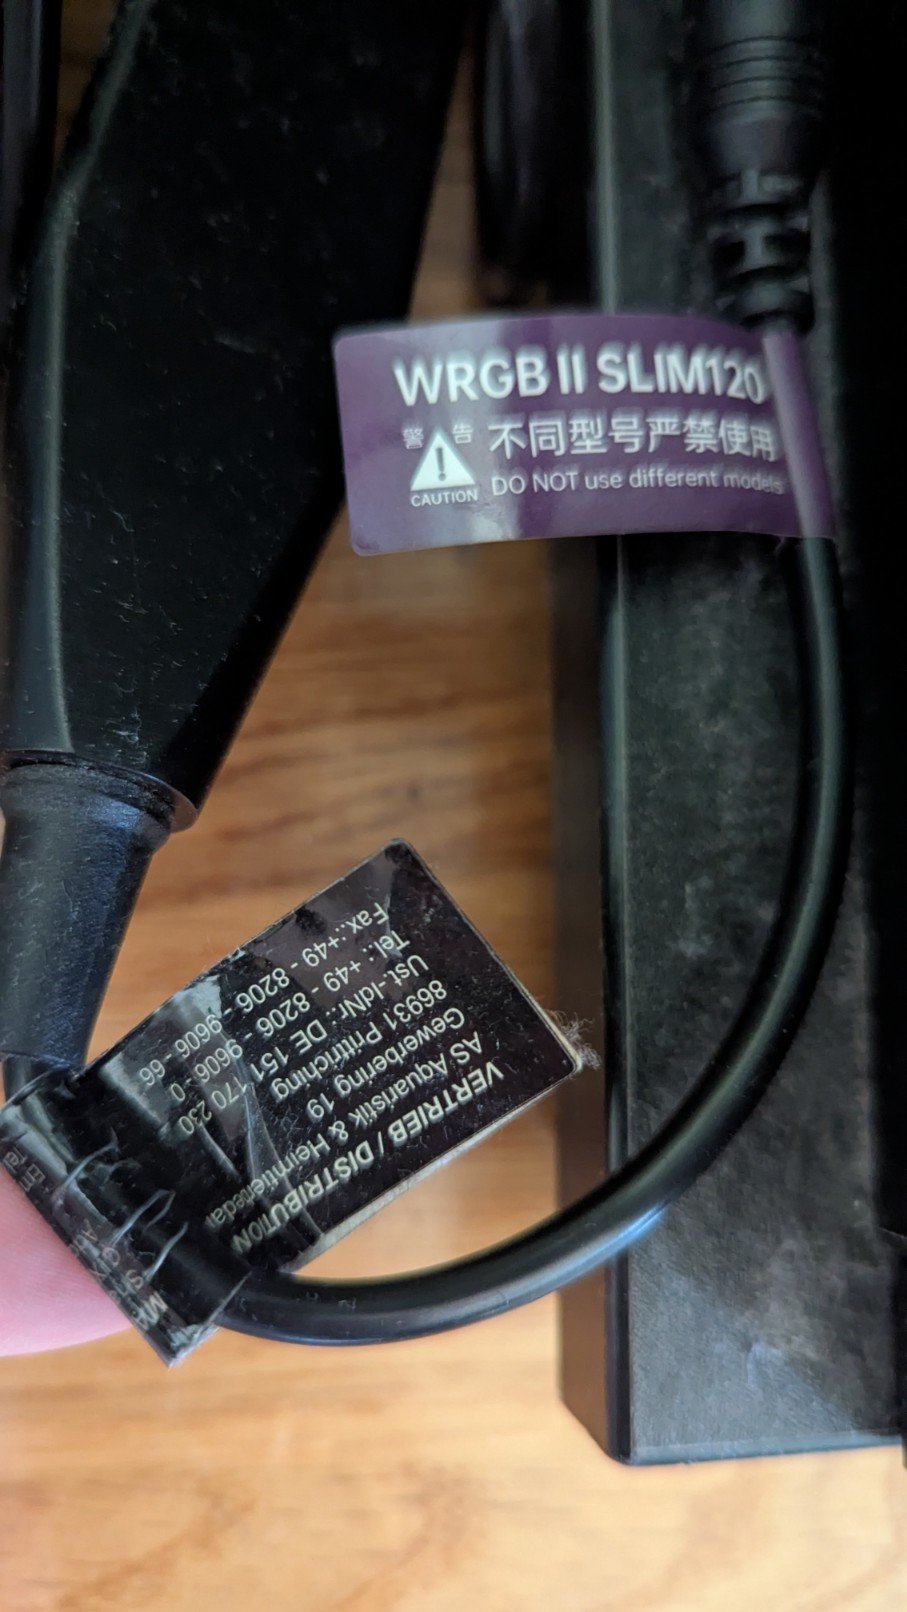 WRGB II SLIM120
警告
不同型号严禁使用
CAUTION
DO NOT use different models
VERTRIEB / DISTRIBUTION
AS Aquaristik & Heimtierbedar
Gewerbering 19
86931 Prittriching
Ust.-IdNr.: DE 151 170 230
Tel.: +49 - 8206 - 9606 - 0
Fax.:+49 - 8206 - 9606 - 66